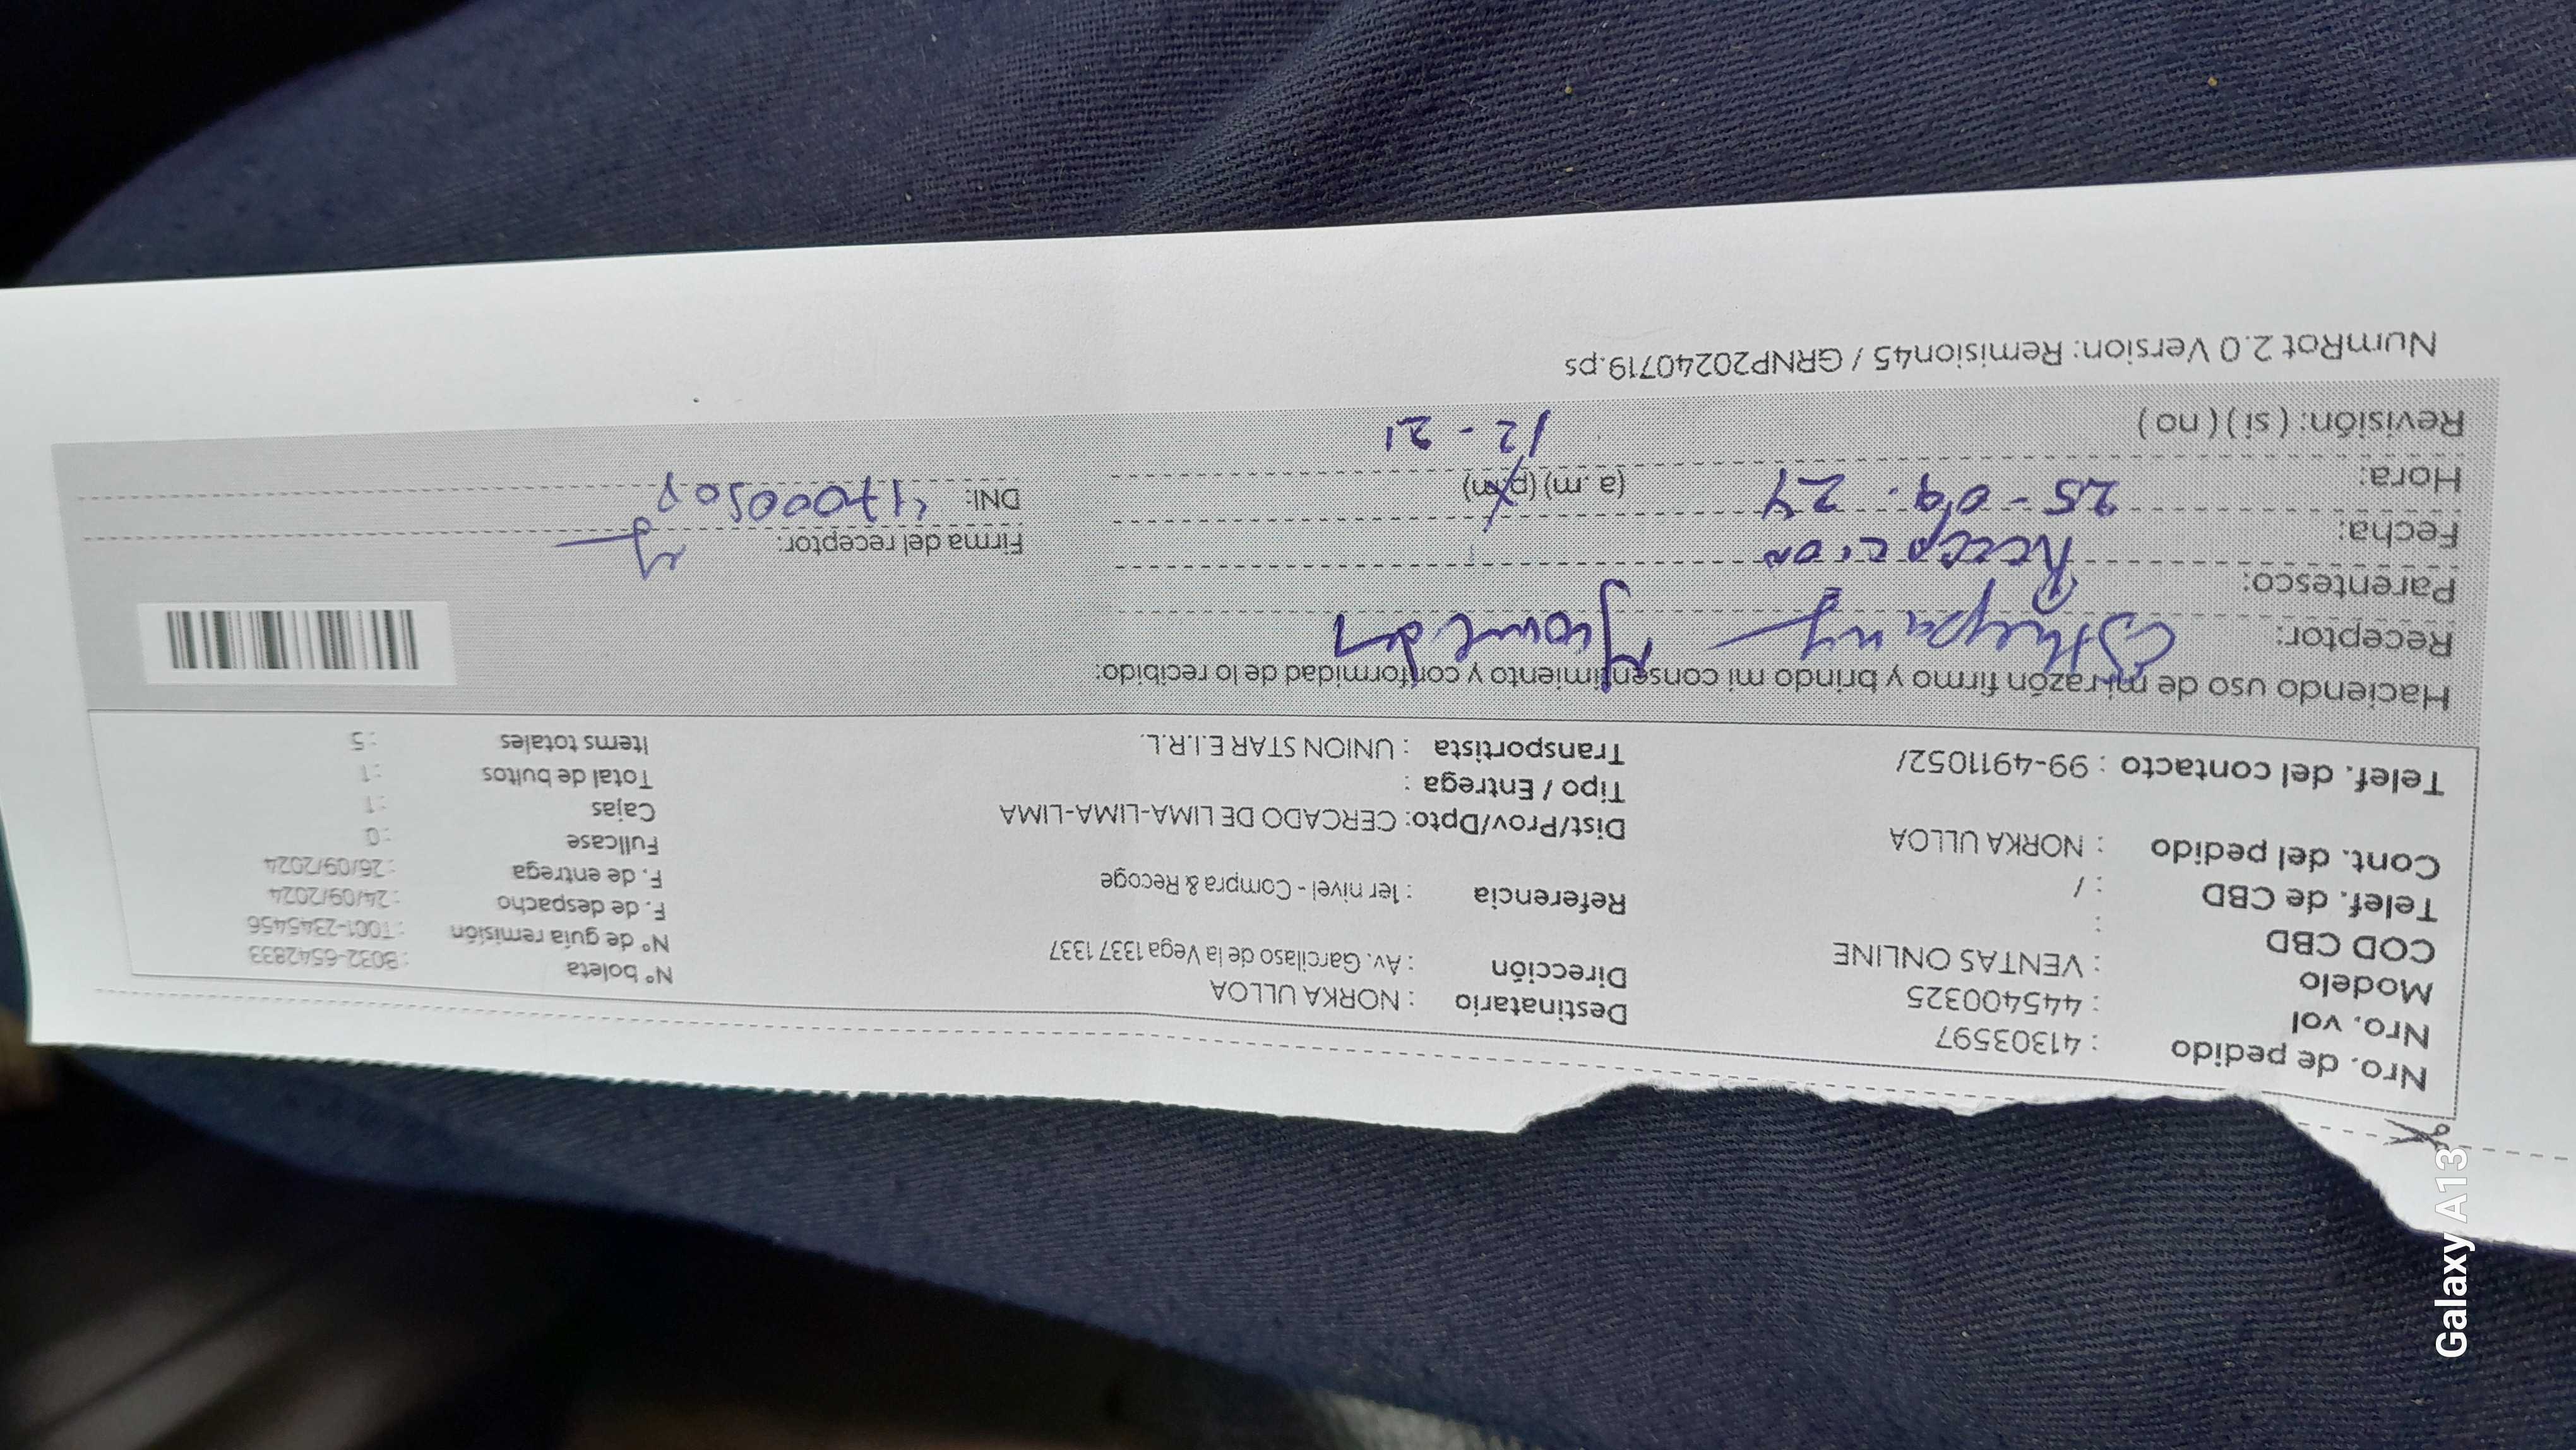 Nro. de pedido : 41303597
Nro. vol : 445400325
Modelo : VENTAS ONLINE
COD CBD :
Telef. de CBD : /
Cont. del pedido : NORKA ULLOA
Telef. del contacto : 99-4911052/
Destinatario : NORKA ULLOA
Dirección : Av. Garcilaso de la Vega 1337 1337
Referencia : 1er nivel - Compra & Recoge
Dist/Prov/Dpto: CERCADO DE LIMA-LIMA-LIMA
Tipo / Entrega :
Transportista : UNION STAR E.I.R.L.
N° boleta : B032-6542833
N° de guía remisión : T001-2345456
F. de despacho : 24/09/2024
F. de entrega : 26/09/2024
Fullcase : 0
Cajas : 1
Total de bultos : 1
Items totales : 5
Haciendo uso de mi razón firmo y brindo mi consentimiento y conformidad de lo recibido:
Receptor:
Parentesco: Recepcion
Fecha: 25-09-24
Hora: (a.m) (p.m) 12-21
Revisión: ( si ) ( no )
Firma del receptor:
DNI:
NumRot 2.0 Version: Remision45 / GRNP20240719.ps
Galaxy A13